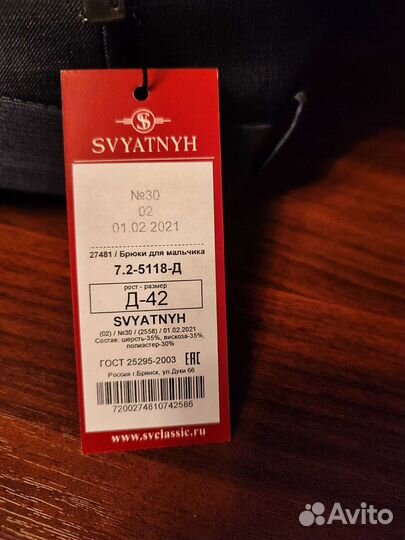 SVYATNYH
№30
02
01.02.2021
27481 / Брюки для мальчика
7.2-5118-Д
рост - размер
Д-42
SVYATNYH
(02) / №30 / (2558) / 01.02.2021
Состав: шерсть-35%, вискоза-35%,
полиэстер-30%
ГОСТ 25295-2003 EAC
Россия г.Брянск, ул.Дуки 66
7200274810742586
www.svclassic.ru
Avito